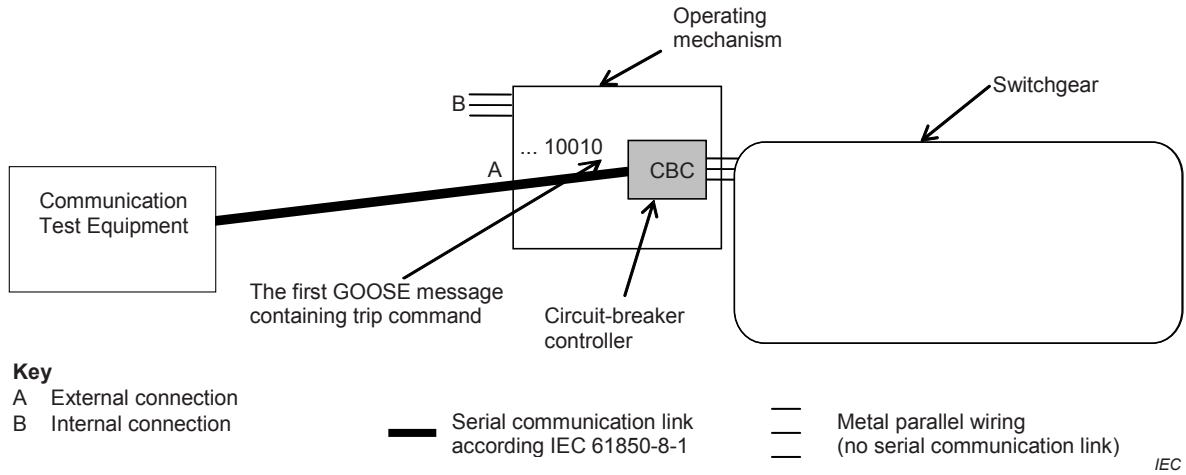 Operating
mechanism
Switchgear
B
... 10010
A
CBC
Communication
Test Equipment
The first GOOSE message
containing trip command
Circuit-breaker
controller
Key
A External connection
B Internal connection
Serial communication link
according IEC 61850-8-1
Metal parallel wiring
(no serial communication link)
IEC